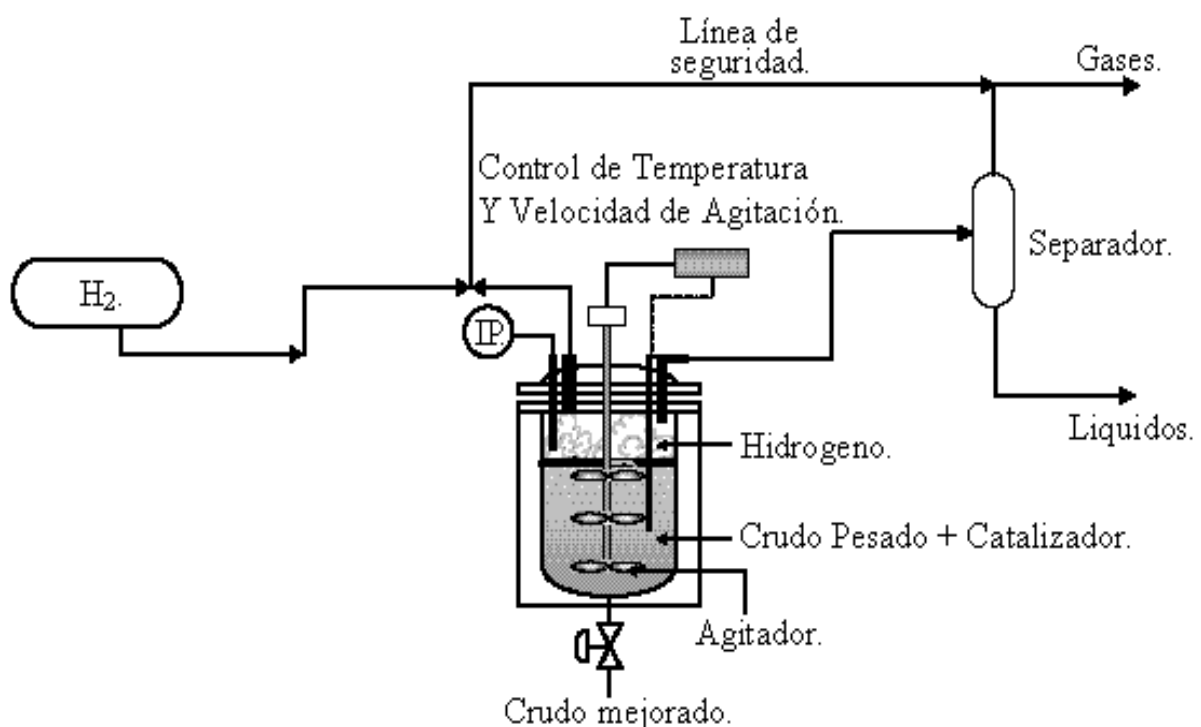 Línea de
seguridad.
Gases.
Control de Temperatura
Y Velocidad de Agitación.
Separador.
H2.
IP.
Hidrogeno.
Liquidos.
Crudo Pesado + Catalizador.
Agitador.
Crudo mejorado.